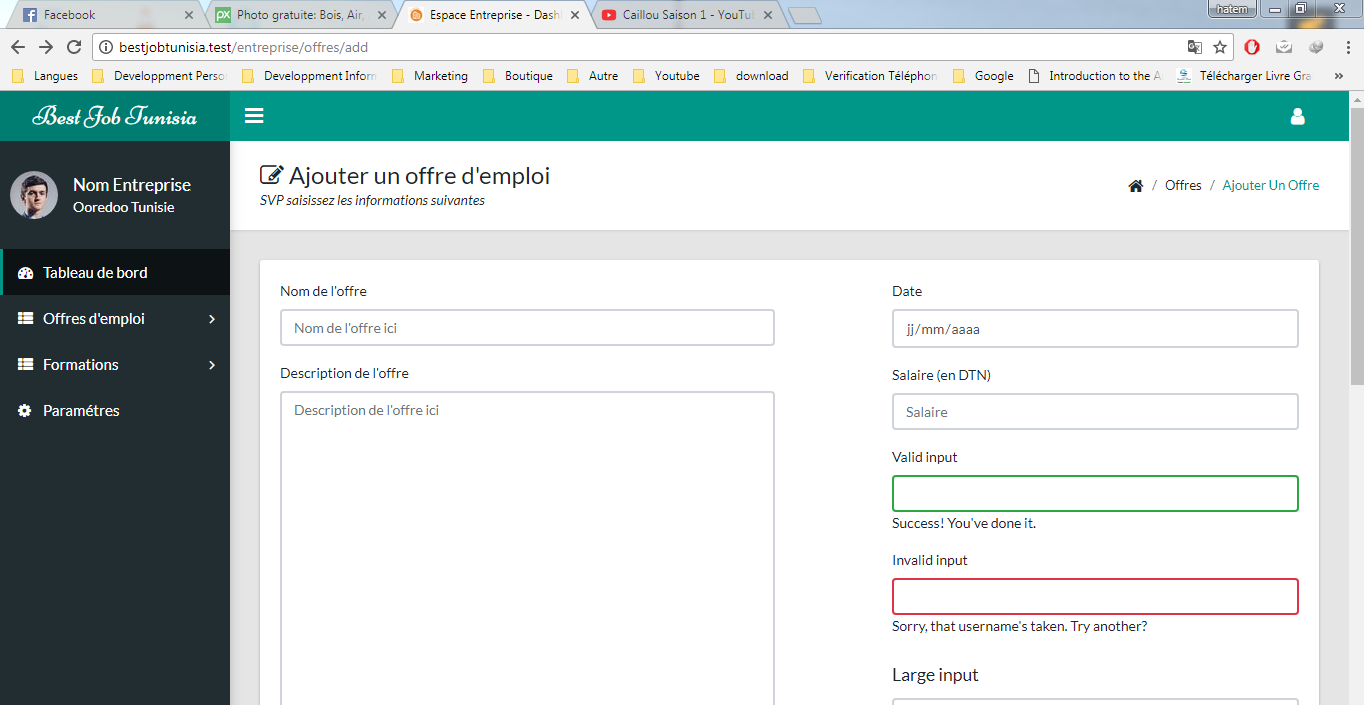 Facebook
Photo gratuite: Bois, Air,
Espace Entreprise - Dash
Caillou Saison 1 - YouTu
hatem
bestjobtunisia.test/entreprise/offres/add
Langues
Developpment Perso
Developpment Inform
Marketing
Boutique
Autre
Youtube
download
Verification Téléphon
Google
Introduction to the A
Télécharger Livre Gra
»
Best Job Tunisia
Nom Entreprise
Ooredoo Tunisie
Tableau de bord
Offres d'emploi
Formations
Paramétres
Ajouter un offre d'emploi
SVP saisissez les informations suivantes
/ Offres / Ajouter Un Offre
Nom de l'offre
Nom de l'offre ici
Description de l'offre
Description de l'offre ici
Date
jj/mm/aaaa
Salaire (en DTN)
Salaire
Valid input
Success! You've done it.
Invalid input
Sorry, that username's taken. Try another?
Large input